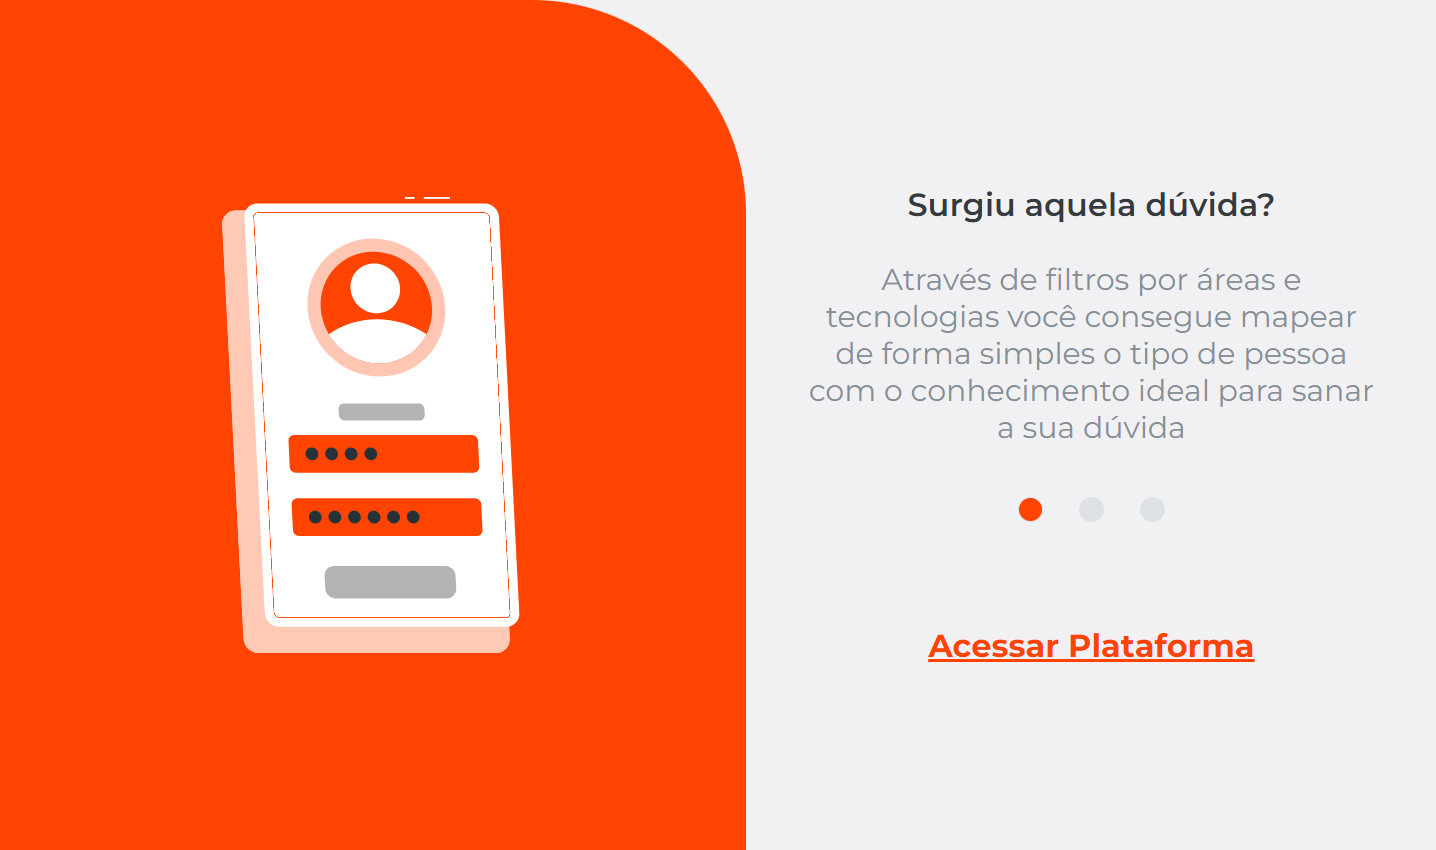 Surgiu aquela dúvida?
Através de filtros por áreas e
tecnologias você consegue mapear
de forma simples o tipo de pessoa
com o conhecimento ideal para sanar
a sua dúvida
Acessar Plataforma